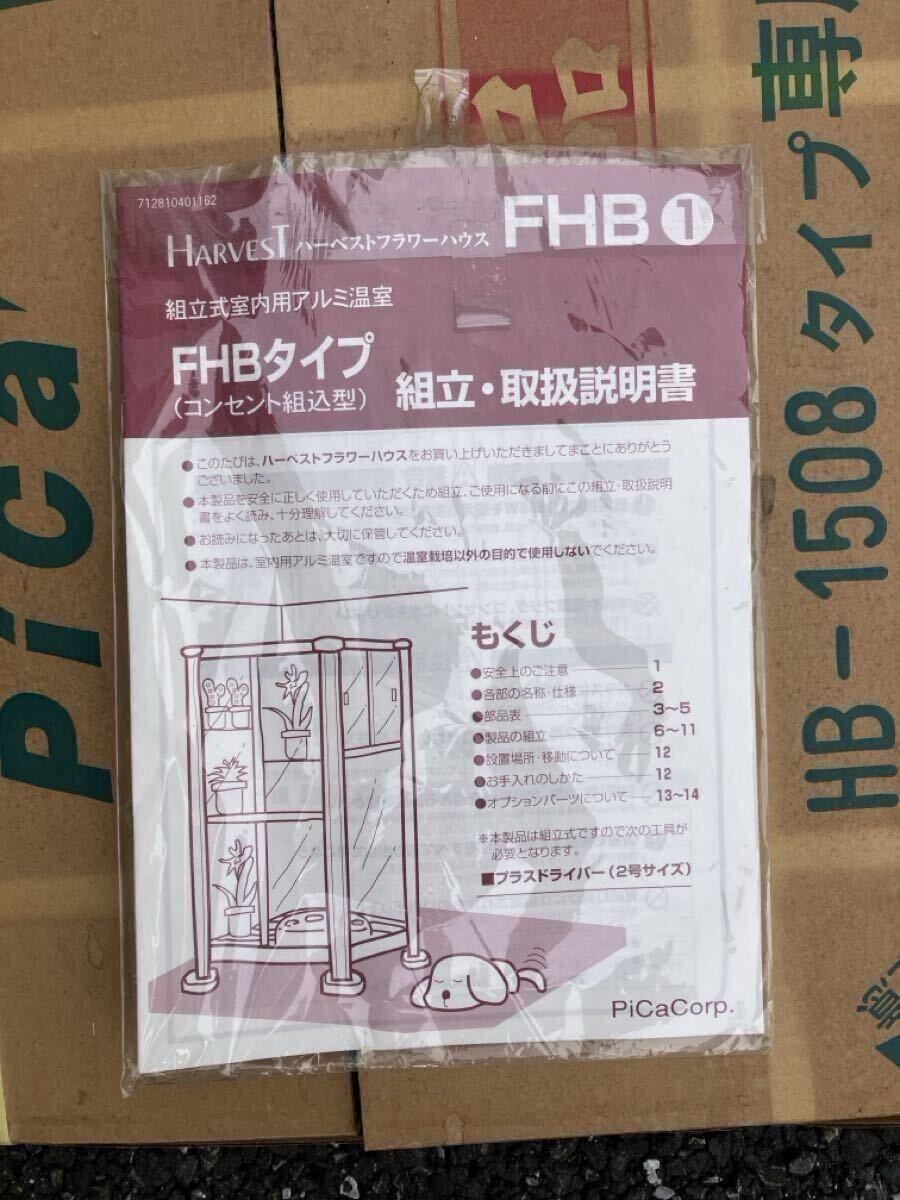 712810401162
HARVEST ハーベストフラワーハウス FHB 1
組立式室内用アルミ温室
FHBタイプ
(コンセント組込型) 組立・取扱説明書
●このたびは、ハーベストフラワーハウスをお買い上げいただきましてまことにありがとう
ございました。
●本製品を安全に正しく使用していただくため組立、ご使用になる前にこの組立・取扱説明
書をよく読み、十分理解してください。
●お読みになったあとは、大切に保管してください。
●本製品は、室内用アルミ温室ですので温室栽培以外の目的で使用しないでください。
もくじ
●安全上のご注意 1
●各部の名称・仕様 2
●部品表 3〜5
●製品の組立 6〜11
●設置場所・移動について 12
●お手入れのしかた 12
●オプションパーツについて 13〜14
※本製品は組立式ですので次の工具が
必要となります。
■プラスドライバー(2号サイズ)
PiCaCorp.
PiCa
HB-1508タイプ専